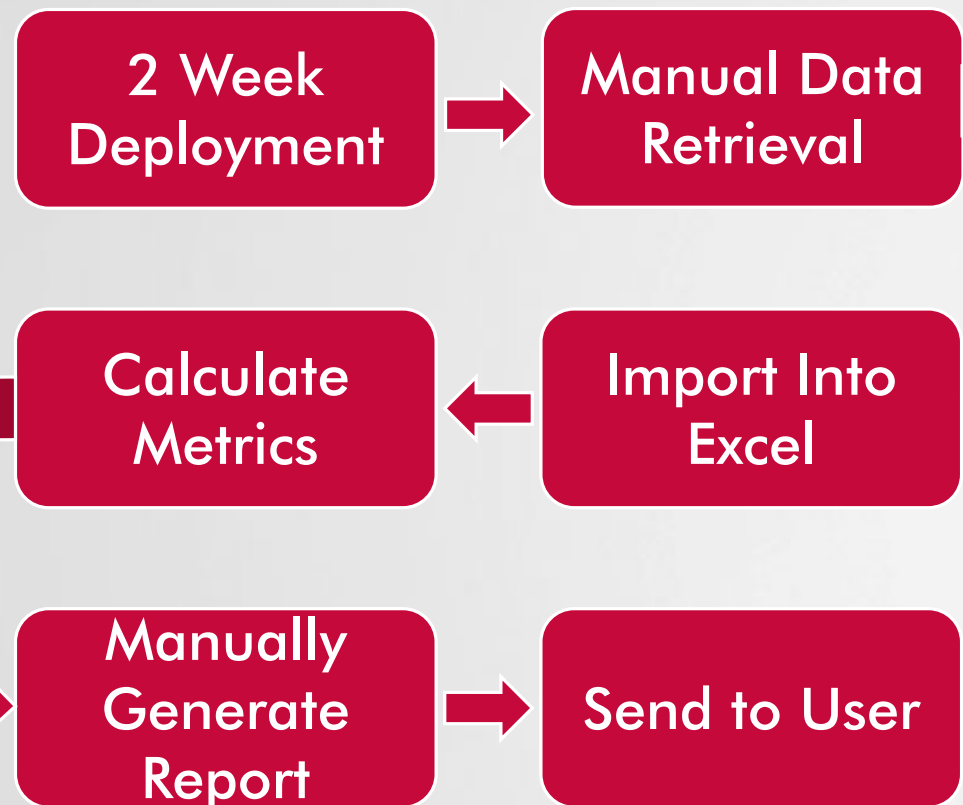 2 Week
Deployment
Manual Data
Retrieval
Calculate
Metrics
Import Into
Excel
Manually
Generate
Report
Send to User